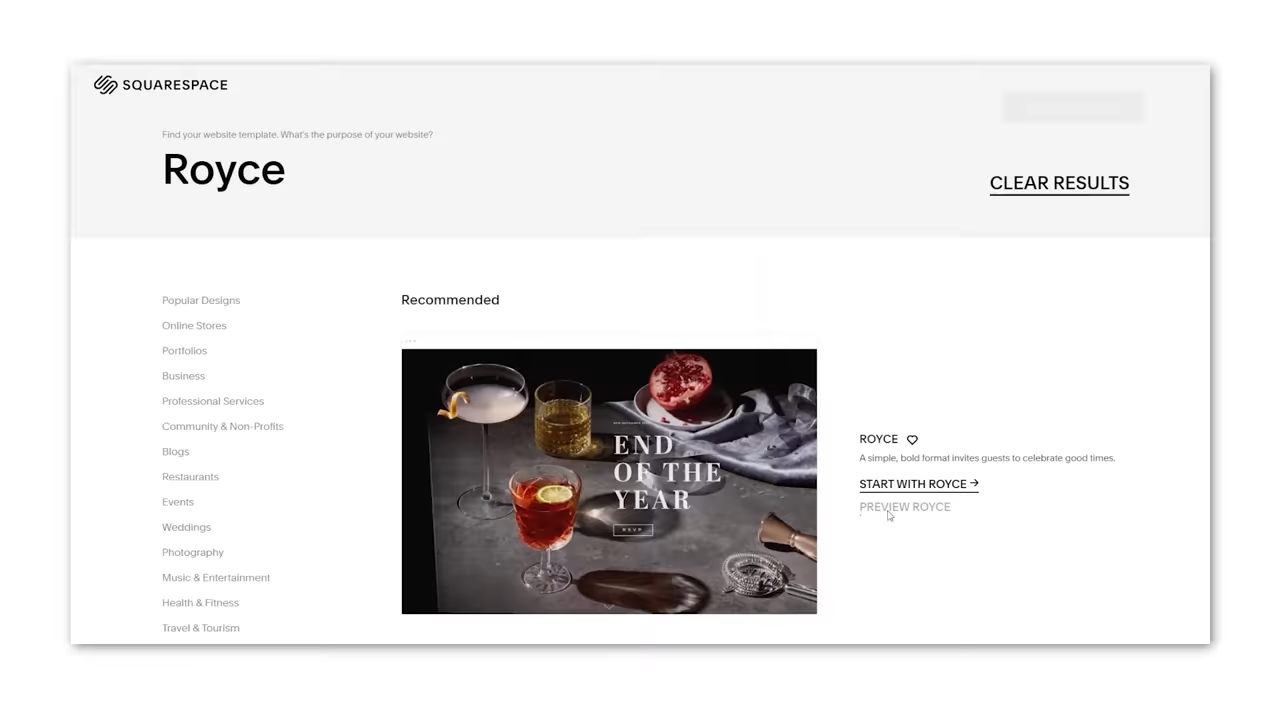 SQUARESPACE
Find your website template. What's the purpose of your website?
Royce
CLEAR RESULTS
Popular Designs
Online Stores
Portfolios
Business
Professional Services
Community & Non-Profits
Blogs
Restaurants
Events
Weddings
Photography
Music & Entertainment
Health & Fitness
Travel & Tourism
Recommended
END
OF THE
YEAR
RSVP
ROYCE
A simple, bold format invites guests to celebrate good times.
START WITH ROYCE →
PREVIEW ROYCE